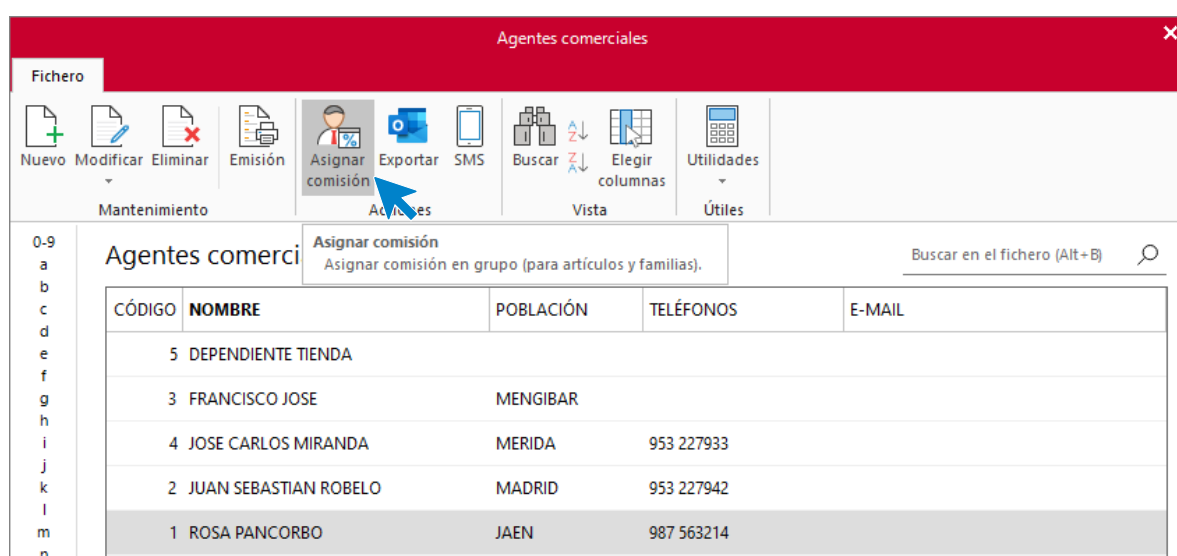 Agentes comerciales
Fichero
Nuevo Modificar Eliminar Emisión Asignar comisión Exportar SMS Buscar Elegir columnas Utilidades
Mantenimiento Acciones Vista Útiles
Asignar comisión
Asignar comisión en grupo (para artículos y familias).
Agentes comerci
Buscar en el fichero (Alt+B)
0-9
a
b
c
d
e
f
g
h
i
j
k
l
m
n
CÓDIGO NOMBRE POBLACIÓN TELÉFONOS E-MAIL
5 DEPENDIENTE TIENDA
3 FRANCISCO JOSE MENGIBAR
4 JOSE CARLOS MIRANDA MERIDA 953 227933
2 JUAN SEBASTIAN ROBELO MADRID 953 227942
1 ROSA PANCORBO JAEN 987 563214